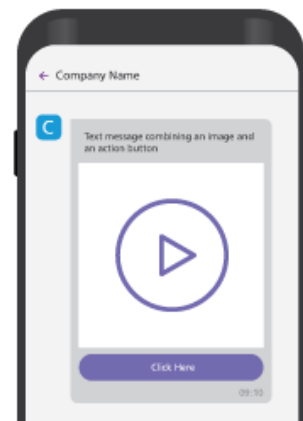 ← Company Name
C
Text message combining an image and
an action button
Click Here
09:10